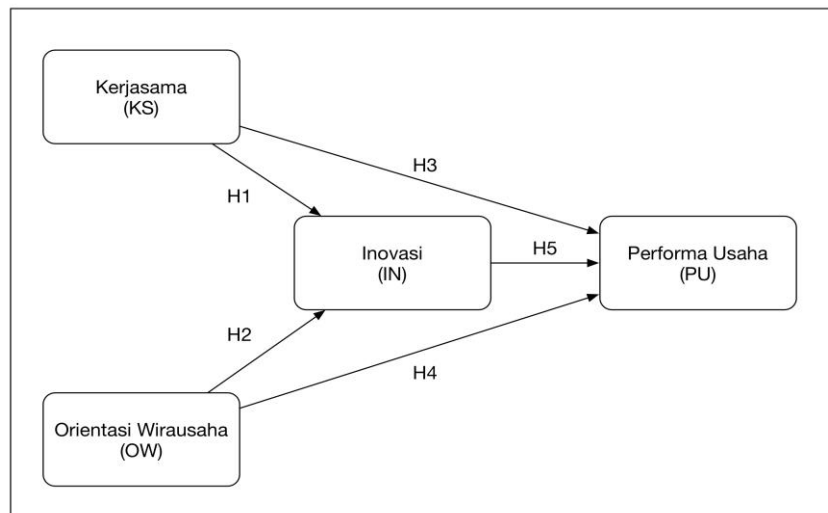 Kerjasama
(KS)
H3
H1
Inovasi
(IN)
H5
Performa Usaha
(PU)
H2
H4
Orientasi Wirausaha
(OW)